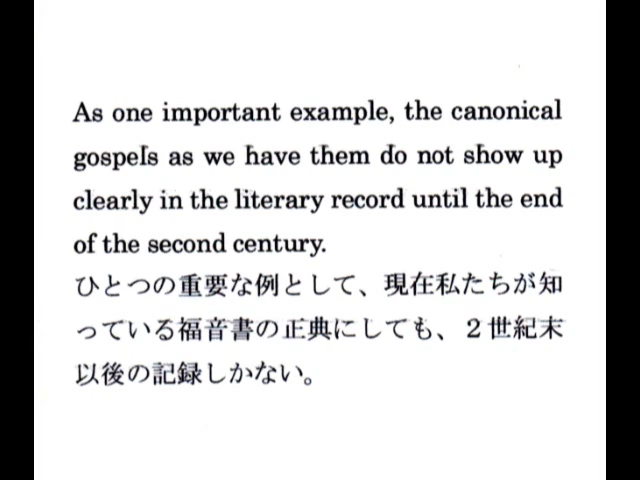 As one important example, the canonical
gospels as we have them do not show up
clearly in the literary record until the end
of the second century.
ひとつの重要な例として、現在私たちが知
っている福音書の正典にしても、２世紀末
以後の記録しかない。